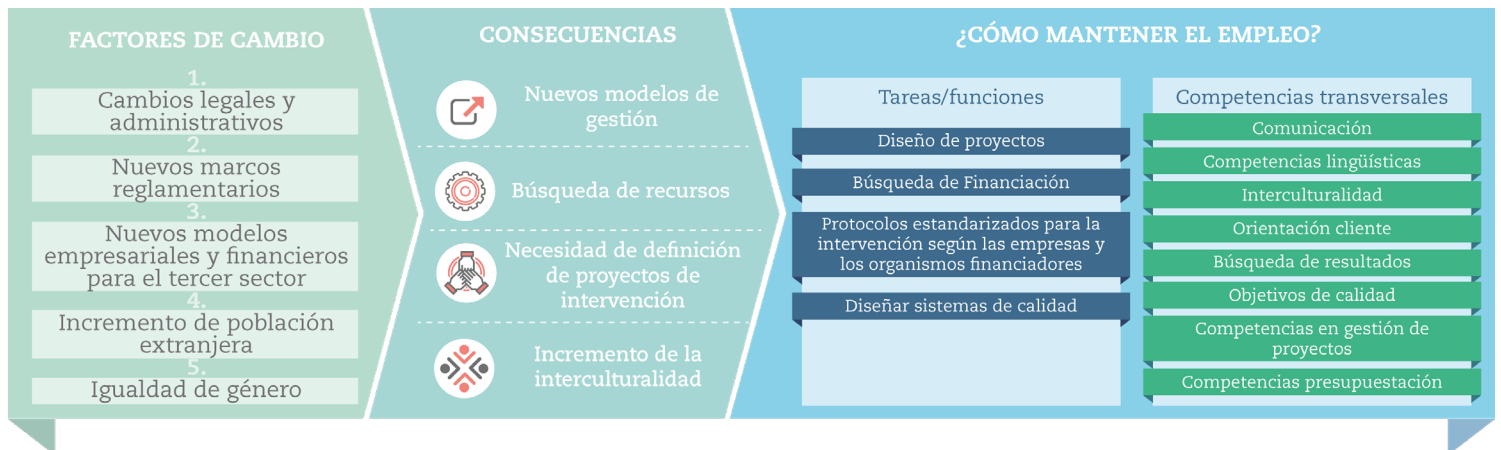 FACTORES DE CAMBIO
1.
Cambios legales y
administrativos
2.
Nuevos marcos
reglamentarios
3.
Nuevos modelos
empresariales y financieros
para el tercer sector
4.
Incremento de población
extranjera
5.
Igualdad de género
CONSECUENCIAS
Nuevos modelos de
gestión
Búsqueda de recursos
Necesidad de definición
de proyectos de
intervención
Incremento de la
interculturalidad
¿CÓMO MANTENER EL EMPLEO?
Tareas/funciones
Diseño de proyectos
Búsqueda de Financiación
Protocolos estandarizados para la
intervención según las empresas y
los organismos financiadores
Diseñar sistemas de calidad
Competencias transversales
Comunicación
Competencias lingüísticas
Interculturalidad
Orientación cliente
Búsqueda de resultados
Objetivos de calidad
Competencias en gestión de
proyectos
Competencias presupuestación